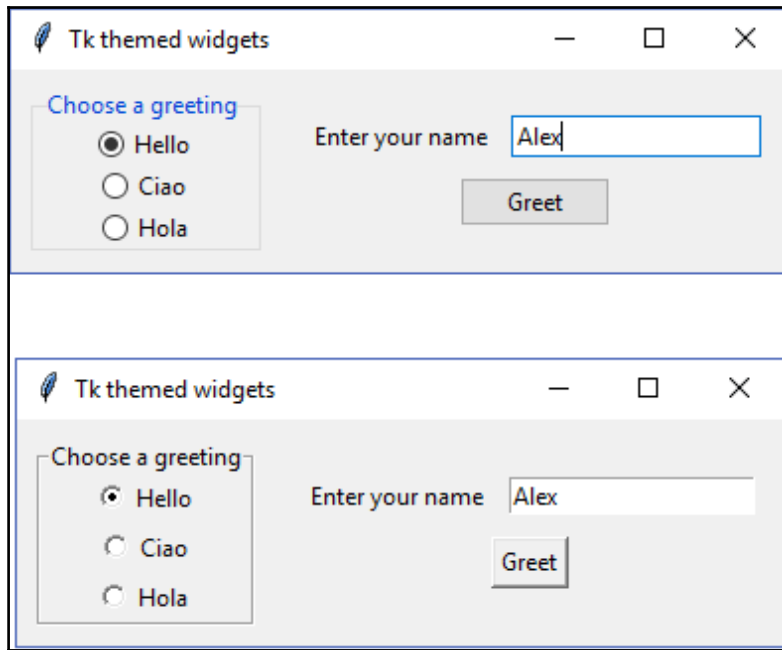 Tk themed widgets
Choose a greeting
Hello
Ciao
Hola
Enter your name Alex
Greet
Tk themed widgets
Choose a greeting
Hello
Ciao
Hola
Enter your name Alex
Greet